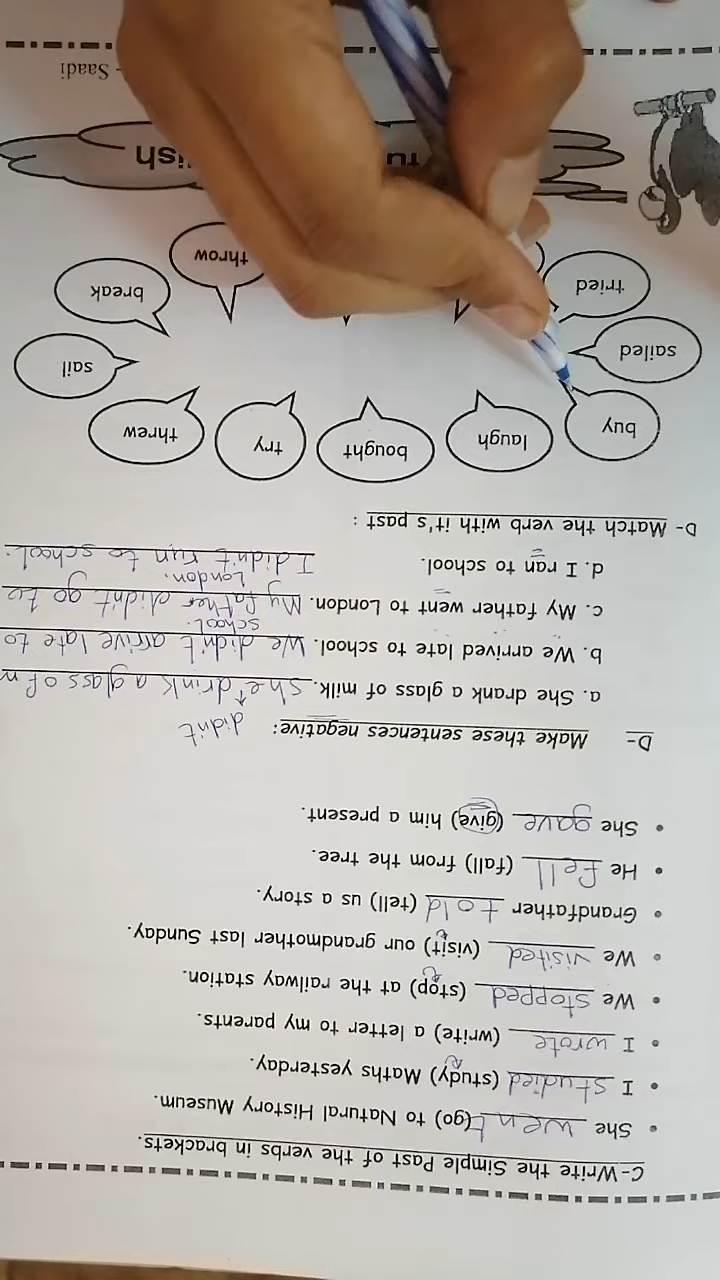 C-Write the Simple Past of the verbs in brackets.
• She went (go) to Natural History Museum.
• I studied (study) Maths yesterday.
• I wrote (write) a letter to my parents.
• We stopped (stop) at the railway station.
• We visited (visit) our grandmother last Sunday.
• Grandfather told (tell) us a story.
• He fell (fall) from the tree.
• She gave (give) him a present.
D- Make these sentences negative: didn't
a. She drank a glass of milk. She drink a glass of
b. We arrived late to school. We didn't arrive late to
school.
c. My father went to London. My father didn't go to
London.
d. I ran to school. I didn't run to school.
D- Match the verb with it's past :
buy laugh bought try threw
sailed sail
tried break
throw
- Saadi